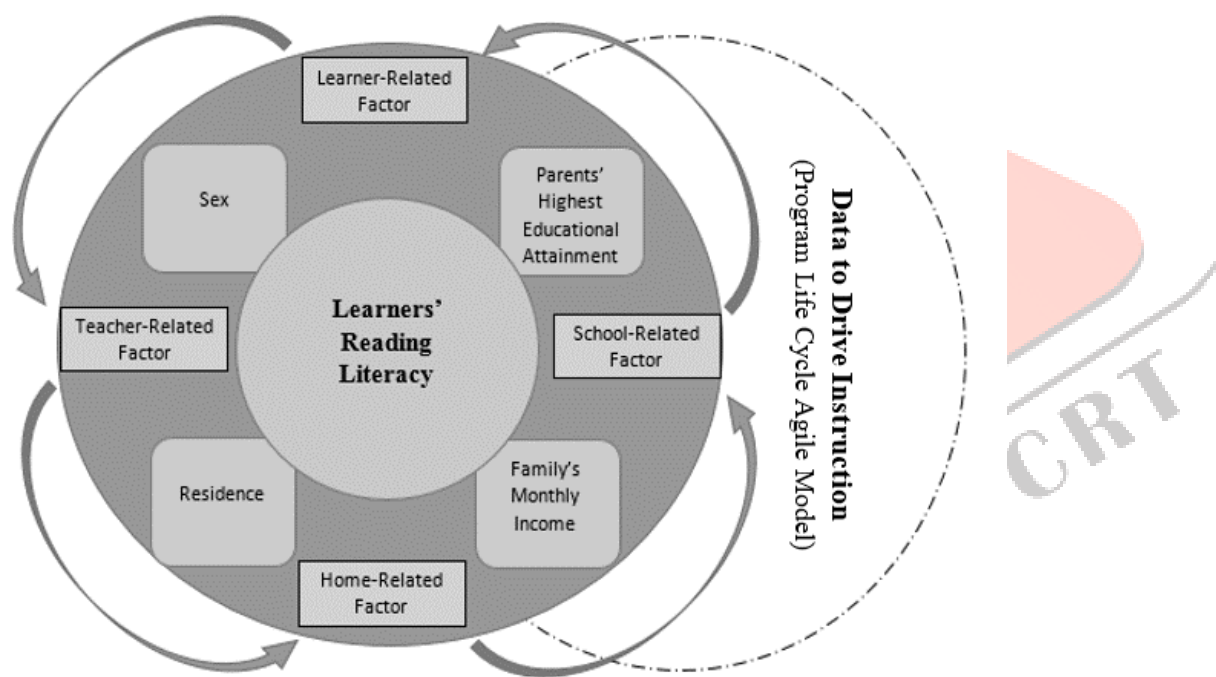 Learner-Related
Factor
Sex
Parents’
Highest
Educational
Attainment
Learners’
Reading
Literacy
Teacher-Related
Factor
School-Related
Factor
Residence
Family’s
Monthly
Income
Home-Related
Factor
Data to Drive Instruction
(Program Life Cycle Agile Model)
CRT